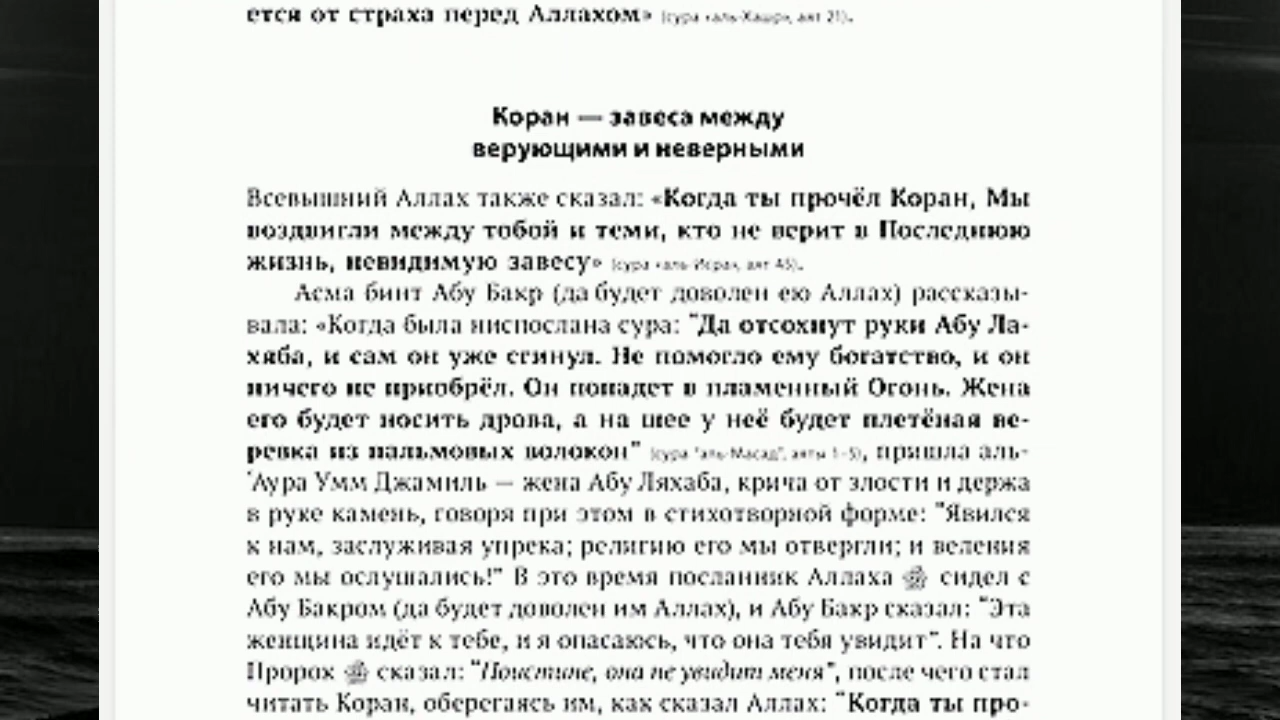 ется от страха перед Аллахом» (сура «аль-Хашр», аят 21).
Коран — завеса между
верующими и неверными
Всевышний Аллах также сказал: «Когда ты прочёл Коран, Мы
воздвигли между тобой и теми, кто не верит в Последнюю
жизнь, невидимую завесу» (сура «аль-Исра», аят 45).
Асма бинт Абу Бакр (да будет доволен ею Аллах) рассказы-
вала: «Когда была ниспослана сура: "Да отсохнут руки Абу Ля-
хяба, и сам он уже сгинул. Не помогло ему богатство, и он
ничего не приобрёл. Он попадет в пламенный Огонь. Жена
его будет носить дрова, а на шее у неё будет плетёная ве-
ревка из пальмовых волокон" (сура "аль-Масад", аяты 1–5), пришла аль-
‘Аура Умм Джамиль — жена Абу Ляхаба, крича от злости и держа
в руке камень, говоря при этом в стихотворной форме: "Явился
к нам, заслуживая упрека; религию его мы отвергли; и веления
его мы ослушались!" В это время посланник Аллаха ﷺ сидел с
Абу Бакром (да будет доволен им Аллах), и Абу Бакр сказал: "Эта
женщина идёт к тебе, и я опасаюсь, что она тебя увидит". На что
Пророк ﷺ сказал: "Поистине, она не увидит меня", после чего стал
читать Коран, оберегаясь им, как сказал Аллах: "Когда ты про-